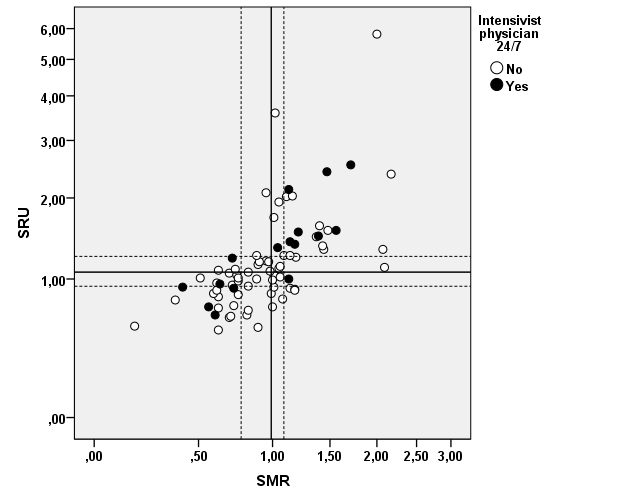 Intensivist
physician
24/7
No
Yes
6,00
5,00
4,00
3,00
2,00
1,00
,00
SRU
,00
,50
1,00
1,50
2,00
2,50
3,00
SMR